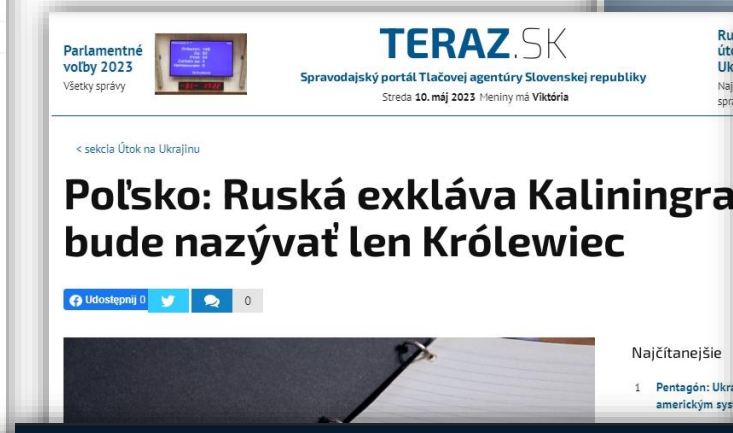 Parlamentné
voľby 2023
Všetky správy
TERAZ.SK
Spravodajský portál Tlačovej agentúry Slovenskej republiky
Streda 10. máj 2023 Meniny má Viktória
< sekcia Útok na Ukrajinu
Poľsko: Ruská exkláva Kaliningra
bude nazývať len Królewiec
Udostępnij 0
0
Najčítanejšie
1 Pentagón: Ukra
americkým sys